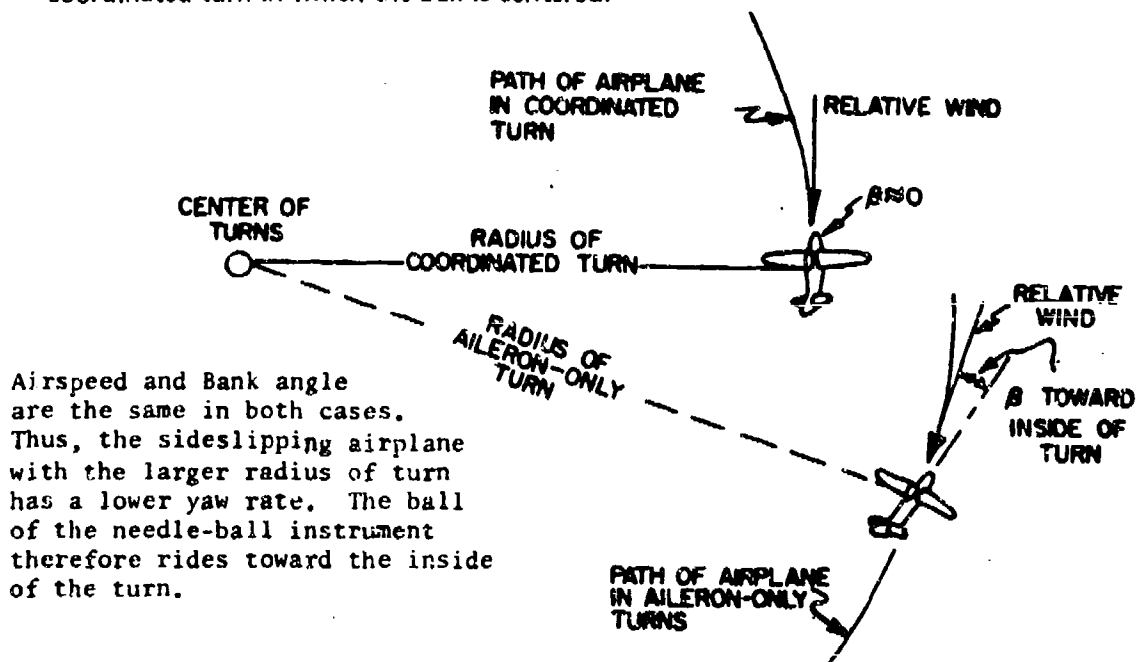 PATH OF AIRPLANE
IN COORDINATED
TURN
RELATIVE WIND
β≈0
CENTER OF
TURNS
RADIUS OF
COORDINATED TURN
RELATIVE
WIND
RADIUS OF
AILERON-ONLY
TURN
β TOWARD
INSIDE OF
TURN
Airspeed and Bank angle
are the same in both cases.
Thus, the sideslipping airplane
with the larger radius of turn
has a lower yaw rate. The ball
of the needle-ball instrument
therefore rides toward the inside
of the turn.
PATH OF AIRPLANE
IN AILERON-ONLY
TURNS